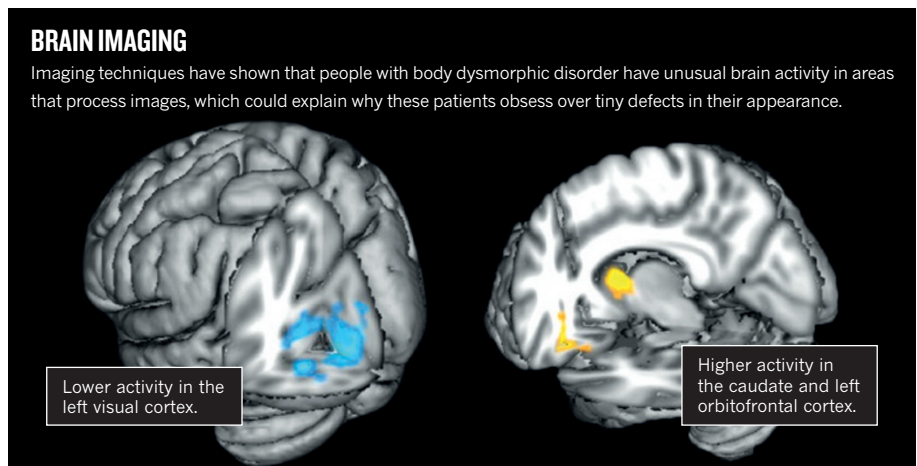 BRAIN IMAGING
Imaging techniques have shown that people with body dysmorphic disorder have unusual brain activity in areas
that process images, which could explain why these patients obsess over tiny defects in their appearance.
Lower activity in the
left visual cortex.
Higher activity in
the caudate and left
orbitofrontal cortex.